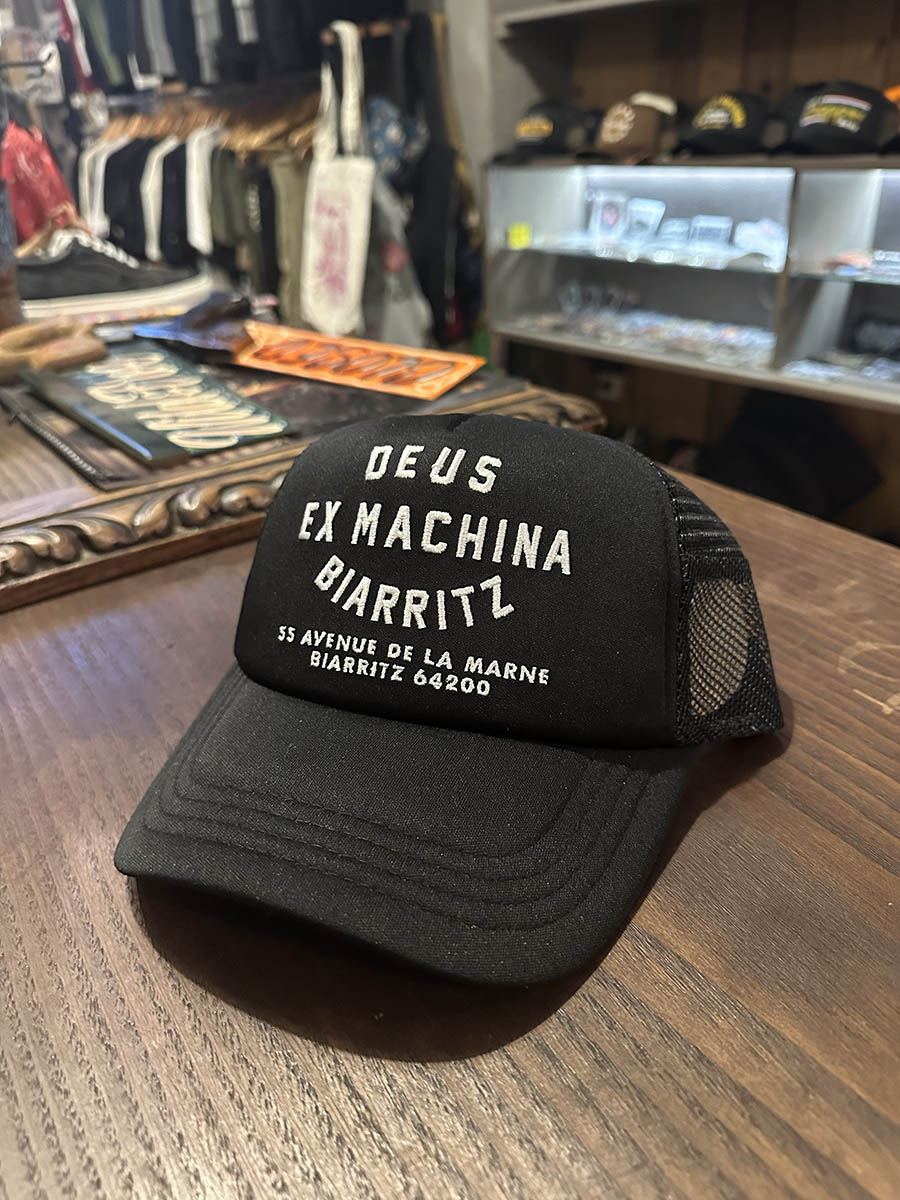 DEUS
EX MACHINA
BIARRITZ
55 AVENUE DE LA MARNE
BIARRITZ 64200